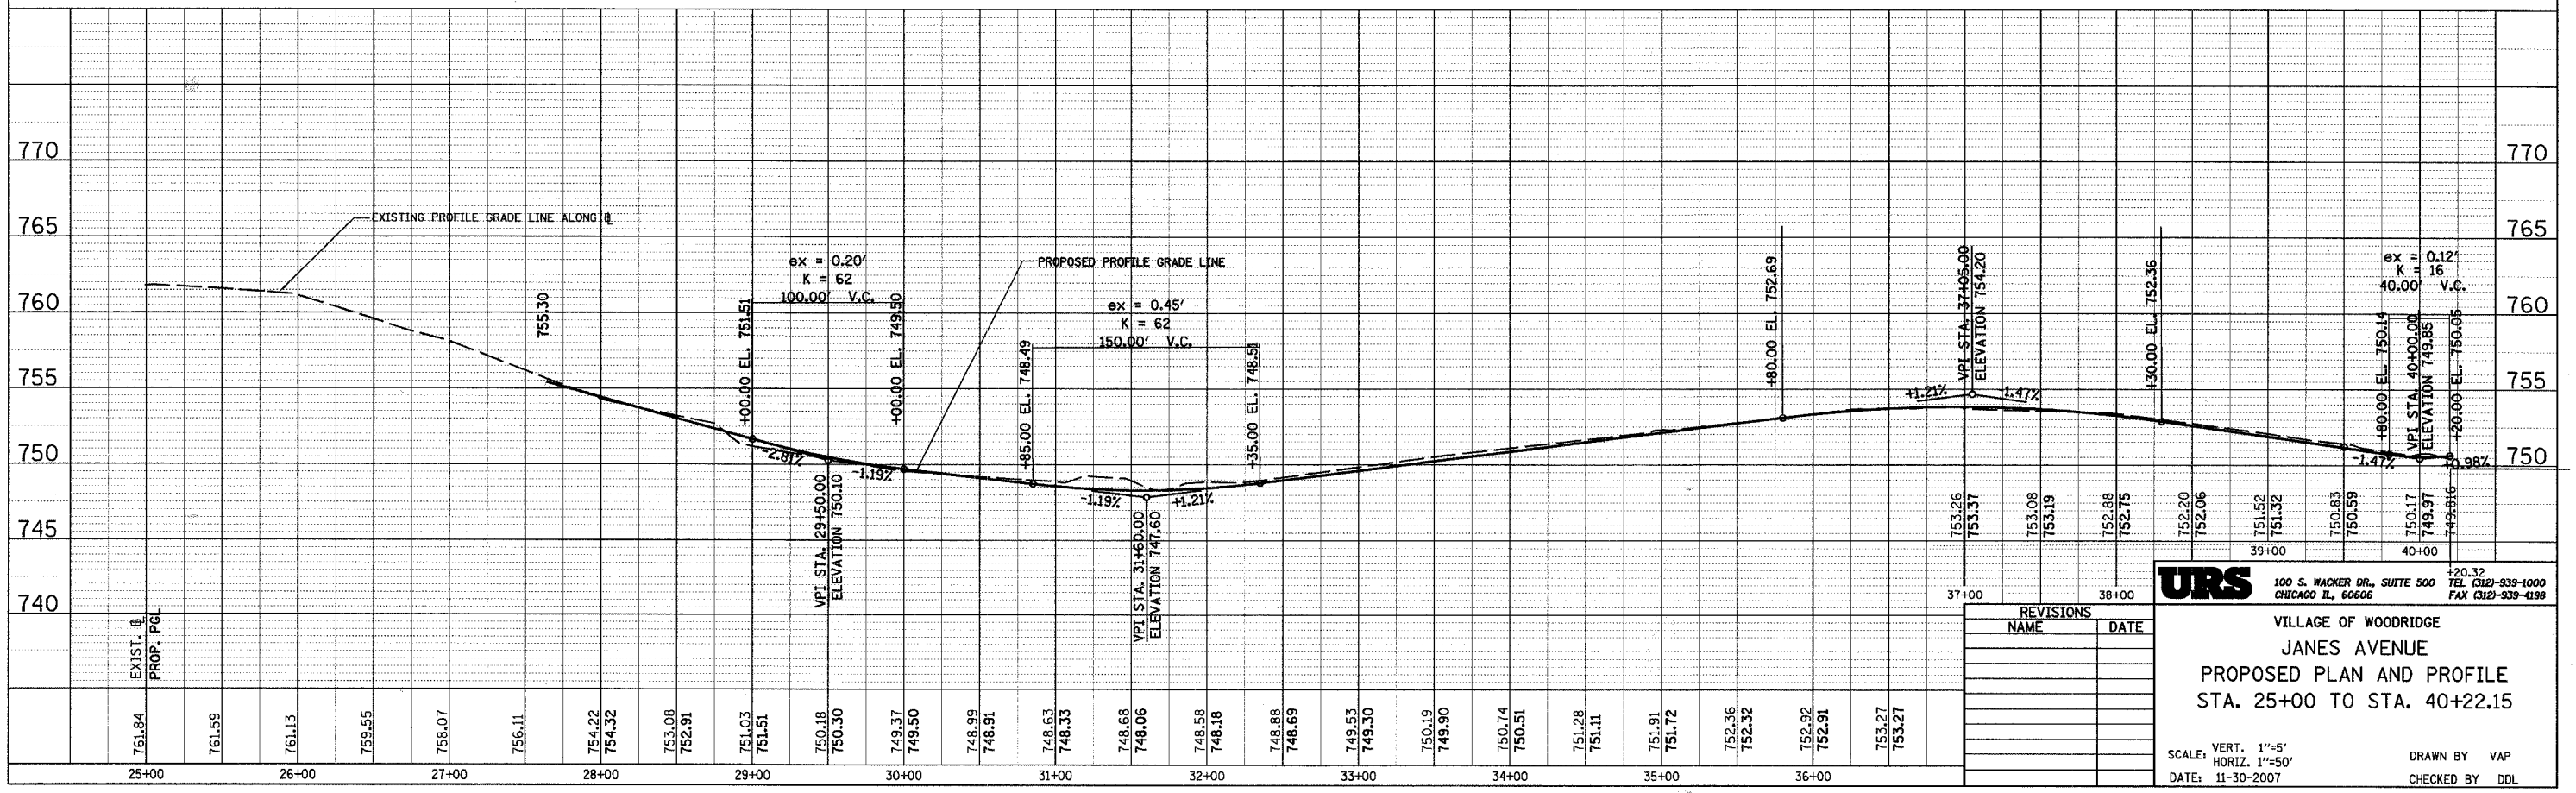 770
765
760
755
750
745
740
770
765
760
755
750
EXISTING PROFILE GRADE LINE ALONG ℄
755.30
ex = 0.20'
K = 62
100.00' V.C.
+00.00 EL. 751.51
+00.00 EL. 749.50
-2.81%
-1.19%
VPI STA. 29+50.00
ELEVATION 750.10
PROPOSED PROFILE GRADE LINE
ex = 0.45'
K = 62
150.00' V.C.
+85.00 EL. 748.49
+35.00 EL. 748.51
-1.19%
+1.21%
VPI STA. 31+60.00
ELEVATION 747.60
+80.00 EL. 752.69
VPI STA. 37+05.00
ELEVATION 754.20
+1.21%
-1.47%
+30.00 EL. 752.36
ex = 0.12'
K = 16
40.00' V.C.
+80.00 EL. 750.14
VPI STA. 40+00.00
ELEVATION 749.85
+20.00 EL. 750.05
-1.47%
+0.98%
EXIST. ℄
PROP. PGL
761.84
761.59
761.13
759.55
758.07
756.11
754.22
754.32
753.08
752.91
751.03
751.51
750.18
750.30
749.37
749.50
748.99
748.91
748.63
748.33
748.68
748.06
748.58
748.18
748.88
748.69
749.53
749.30
750.19
749.90
750.74
750.51
751.28
751.11
751.91
751.72
752.36
752.32
752.92
752.91
753.27
753.27
753.26
753.37
753.08
753.19
752.88
752.75
752.20
752.06
751.52
751.32
750.83
750.59
750.17
749.97
749.816
25+00 26+00 27+00 28+00 29+00 30+00 31+00 32+00 33+00 34+00 35+00 36+00
37+00 38+00
39+00 40+00
+20.32
URS
100 S. WACKER DR., SUITE 500 TEL (312)-939-1000
CHICAGO IL, 60606 FAX (312)-939-4198
REVISIONS
NAME DATE
VILLAGE OF WOODRIDGE
JANES AVENUE
PROPOSED PLAN AND PROFILE
STA. 25+00 TO STA. 40+22.15
SCALE: VERT. 1"=5'
HORIZ. 1"=50'
DATE: 11-30-2007
DRAWN BY VAP
CHECKED BY DDL